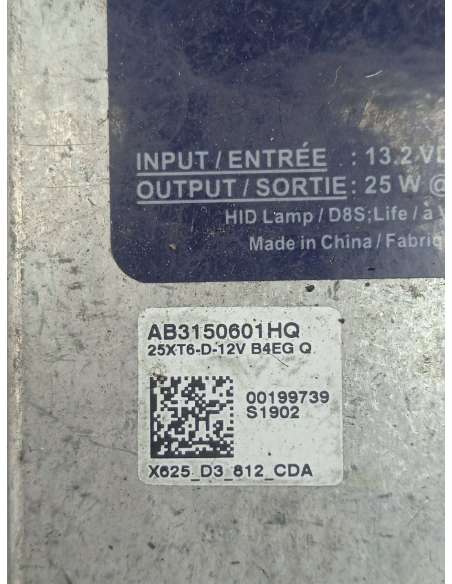 INPUT / ENTRÉE : 13.2 VD
OUTPUT / SORTIE: 25 W @
HID Lamp / D8S; Life / à V
Made in China / Fabriq
AB3150601HQ
25XT6-D-12V B4EG Q
00199739
S1902
X625_D3_812_CDA